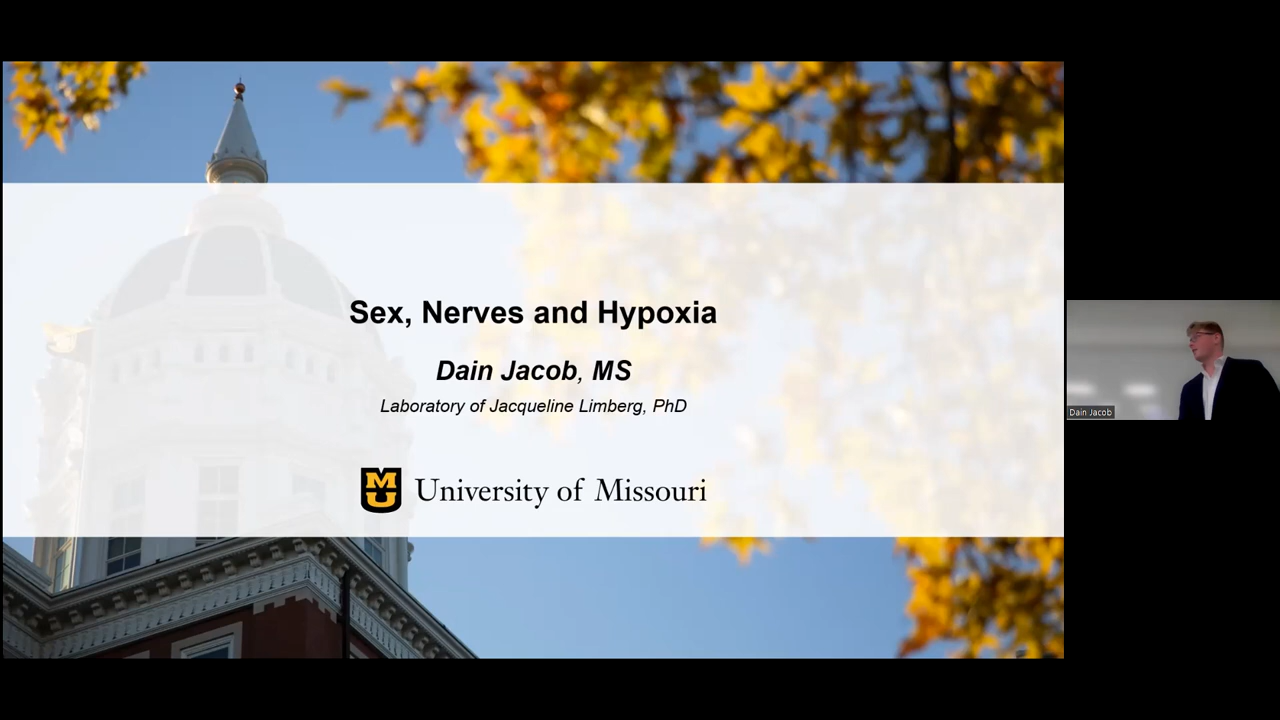 Sex, Nerves and Hypoxia
Dain Jacob, MS
Laboratory of Jacqueline Limberg, PhD
MU University of Missouri
Dain Jacob